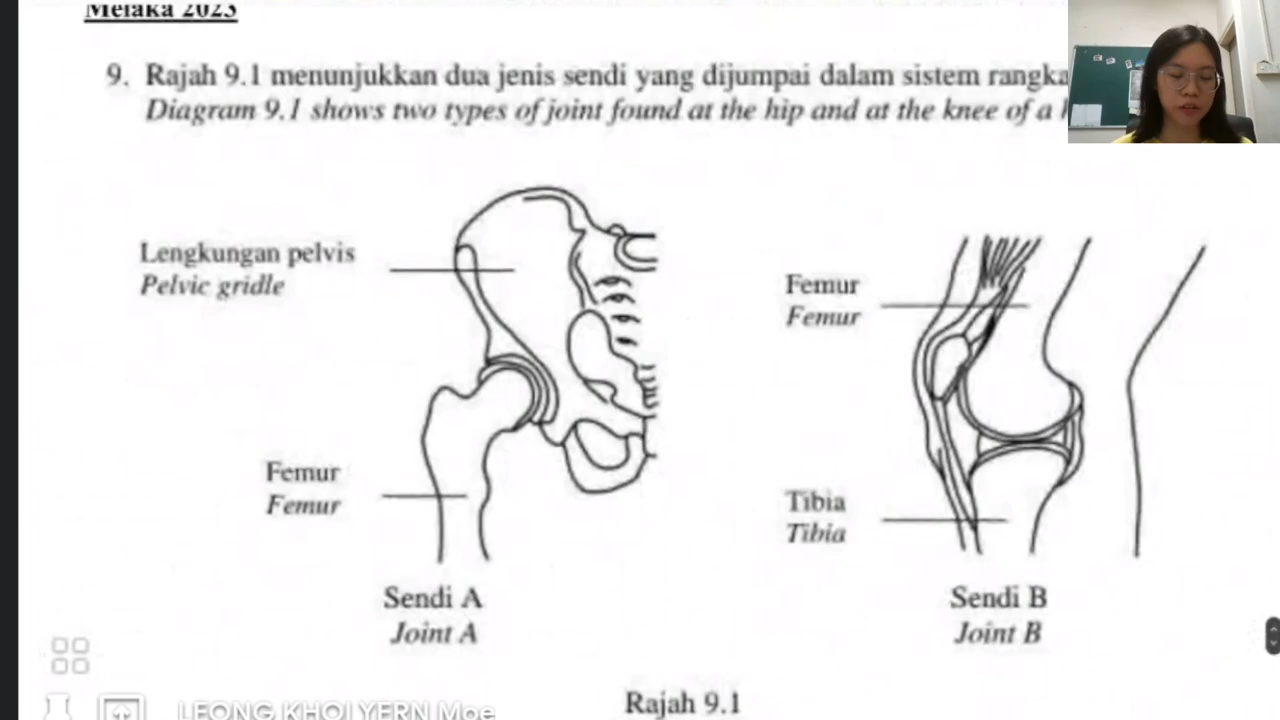 Melaka 2023
9. Rajah 9.1 menunjukkan dua jenis sendi yang dijumpai dalam sistem rangka
Diagram 9.1 shows two types of joint found at the hip and at the knee of a
Lengkungan pelvis
Pelvic gridle
Femur
Femur
Sendi A
Joint A
Femur
Femur
Tibia
Tibia
Sendi B
Joint B
Rajah 9.1
LEONG KHOI YERN Moe